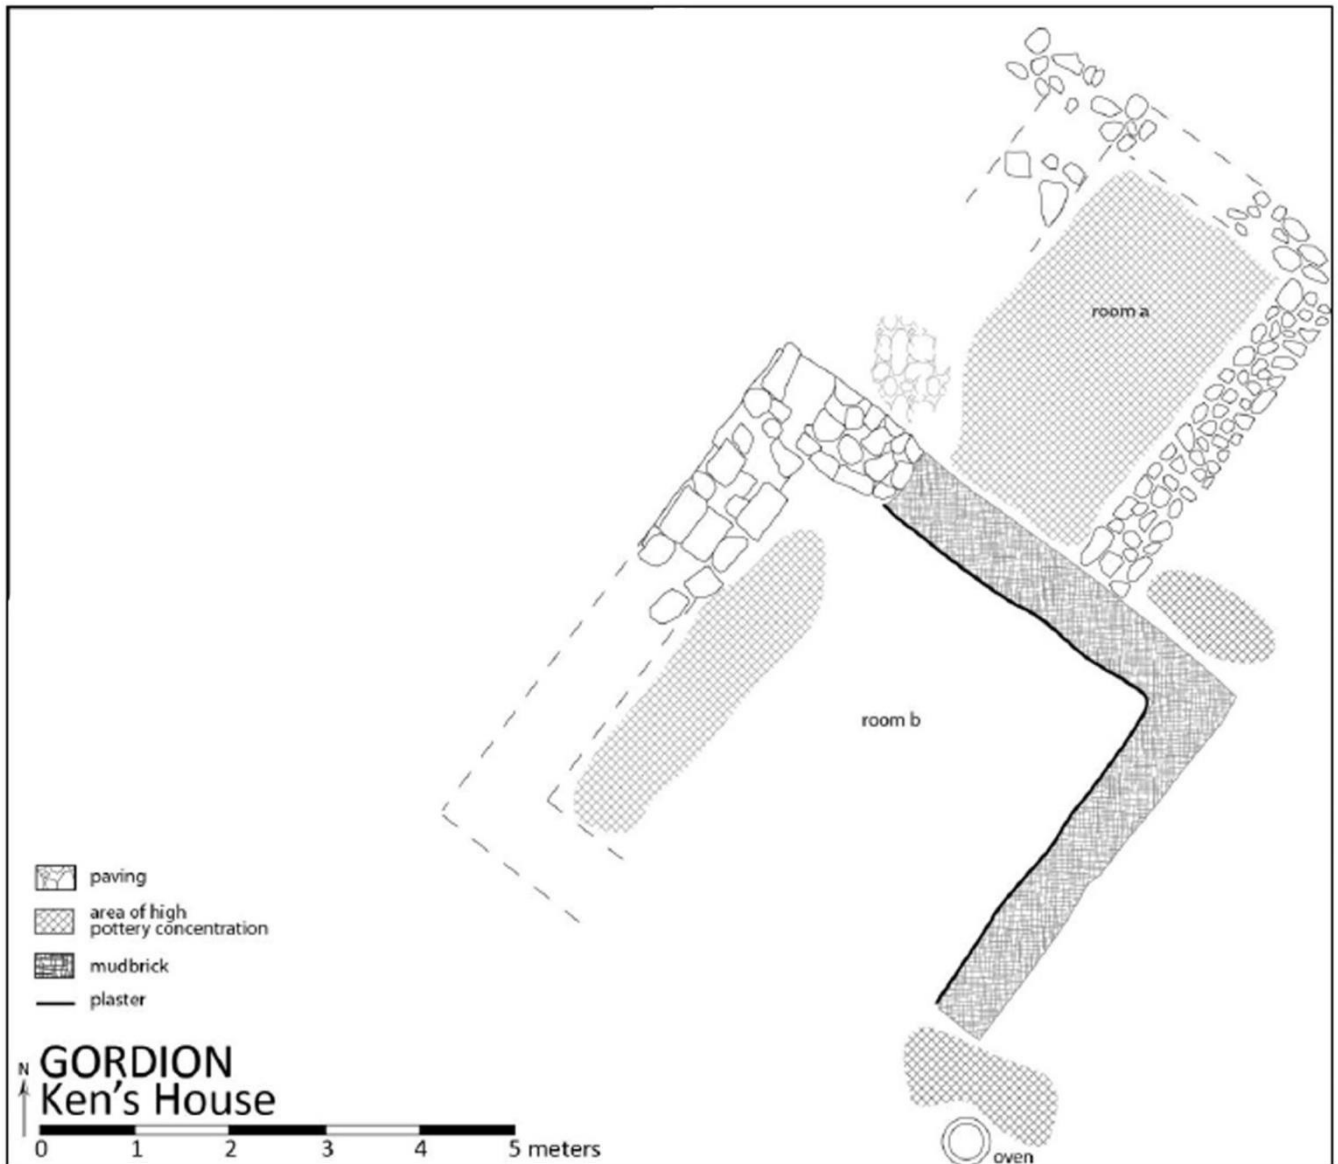 room a
room b
paving
area of high
pottery concentration
mudbrick
plaster
N
GORDION
Ken's House
0 1 2 3 4 5 meters
oven